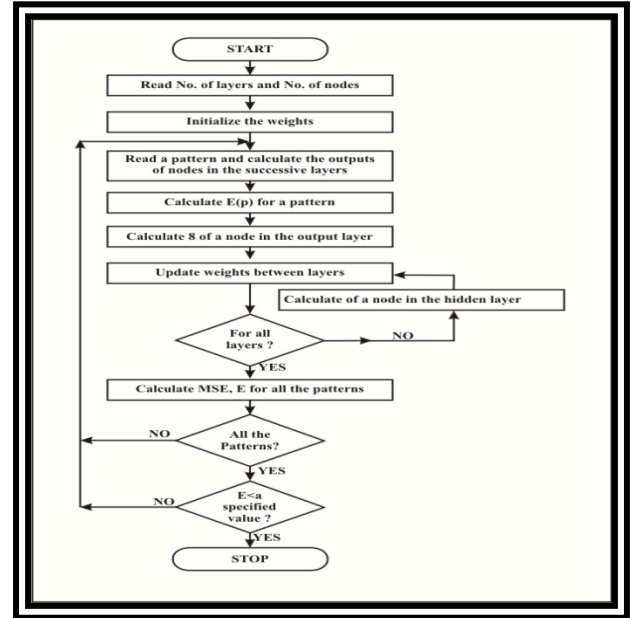 START
Read No. of layers and No. of nodes
Initialize the weights
Read a pattern and calculate the outputs
of nodes in the successive layers
Calculate E(p) for a pattern
Calculate 8 of a node in the output layer
Update weights between layers
Calculate of a node in the hidden layer
For all
layers ?
NO
YES
Calculate MSE, E for all the patterns
NO
All the
Patterns?
YES
NO
E<a
specified
value ?
YES
STOP